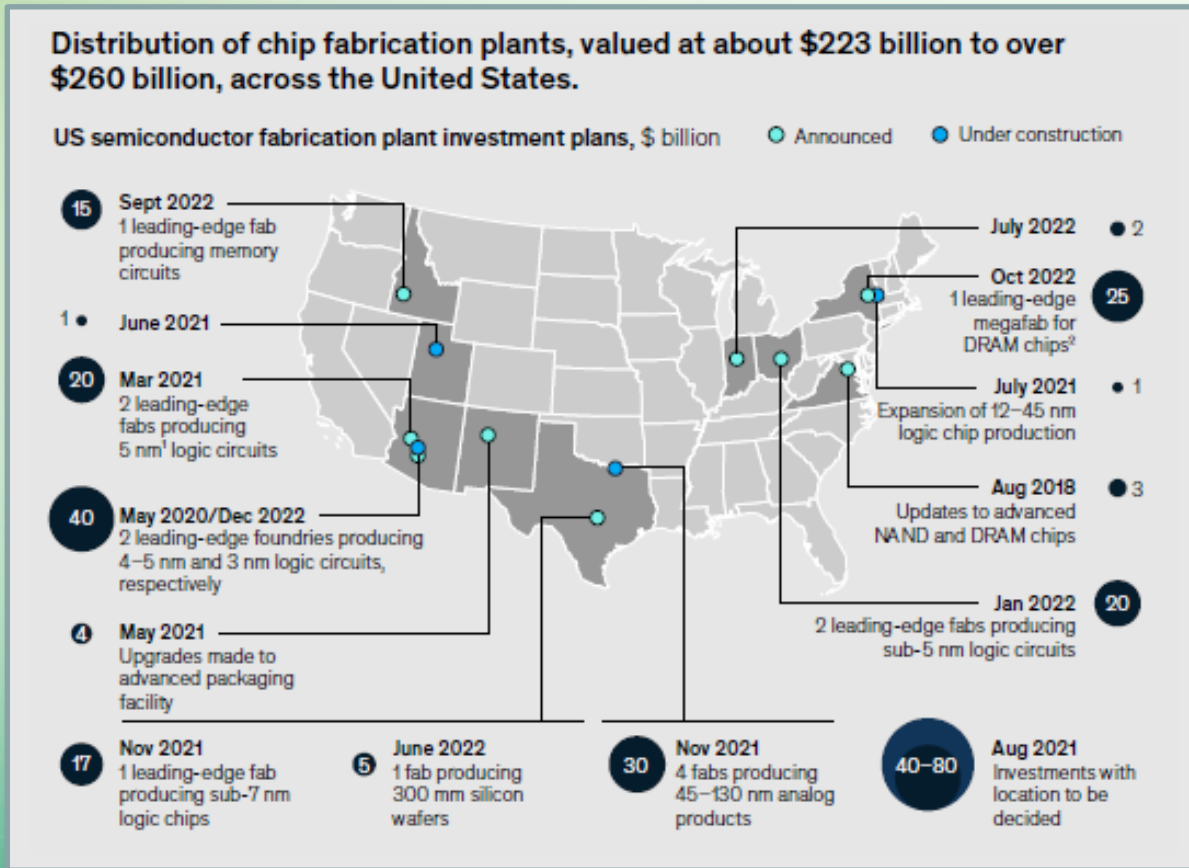 Distribution of chip fabrication plants, valued at about $223 billion to over
$260 billion, across the United States.
US semiconductor fabrication plant investment plans, $ billion
Announced
Under construction
15
Sept 2022
1 leading-edge fab
producing memory
circuits
1
June 2021
20
Mar 2021
2 leading-edge
fabs producing
5 nm¹ logic circuits
40
May 2020/Dec 2022
2 leading-edge foundries producing
4–5 nm and 3 nm logic circuits,
respectively
4
May 2021
Upgrades made to
advanced packaging
facility
July 2022
2
Oct 2022
1 leading-edge
megafab for
DRAM chips²
25
July 2021
1
Expansion of 12–45 nm
logic chip production
Aug 2018
3
Updates to advanced
NAND and DRAM chips
Jan 2022
20
2 leading-edge fabs producing
sub-5 nm logic circuits
17
Nov 2021
1 leading-edge fab
producing sub-7 nm
logic chips
5
June 2022
1 fab producing
300 mm silicon
wafers
30
Nov 2021
4 fabs producing
45–130 nm analog
products
40–80
Aug 2021
Investments with
location to be
decided